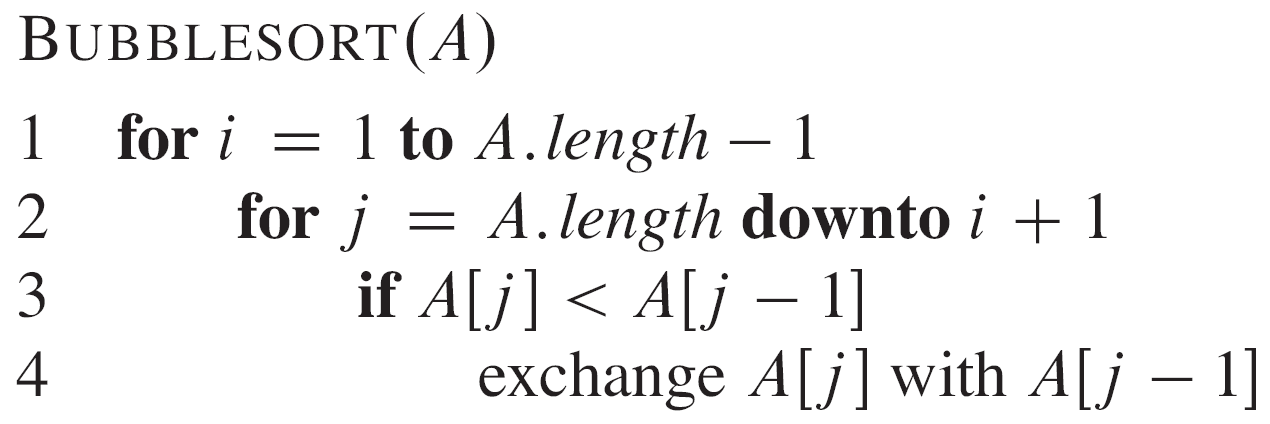 BUBBLESORT(A)
1 for i = 1 to A.length − 1
2 for j = A.length downto i + 1
3 if A[j] < A[j − 1]
4 exchange A[j] with A[j − 1]